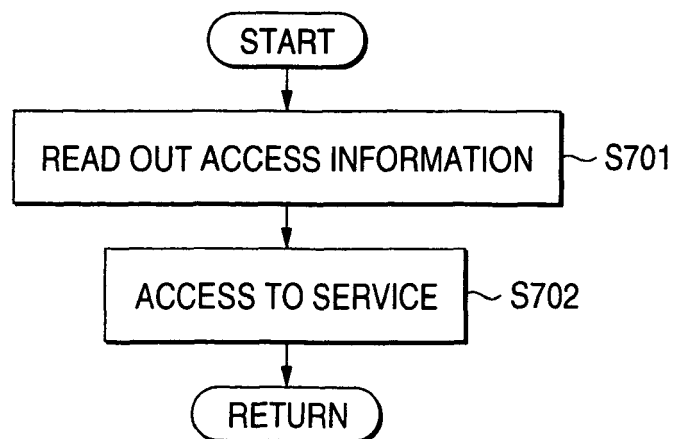 START
READ OUT ACCESS INFORMATION
S701
ACCESS TO SERVICE
S702
RETURN